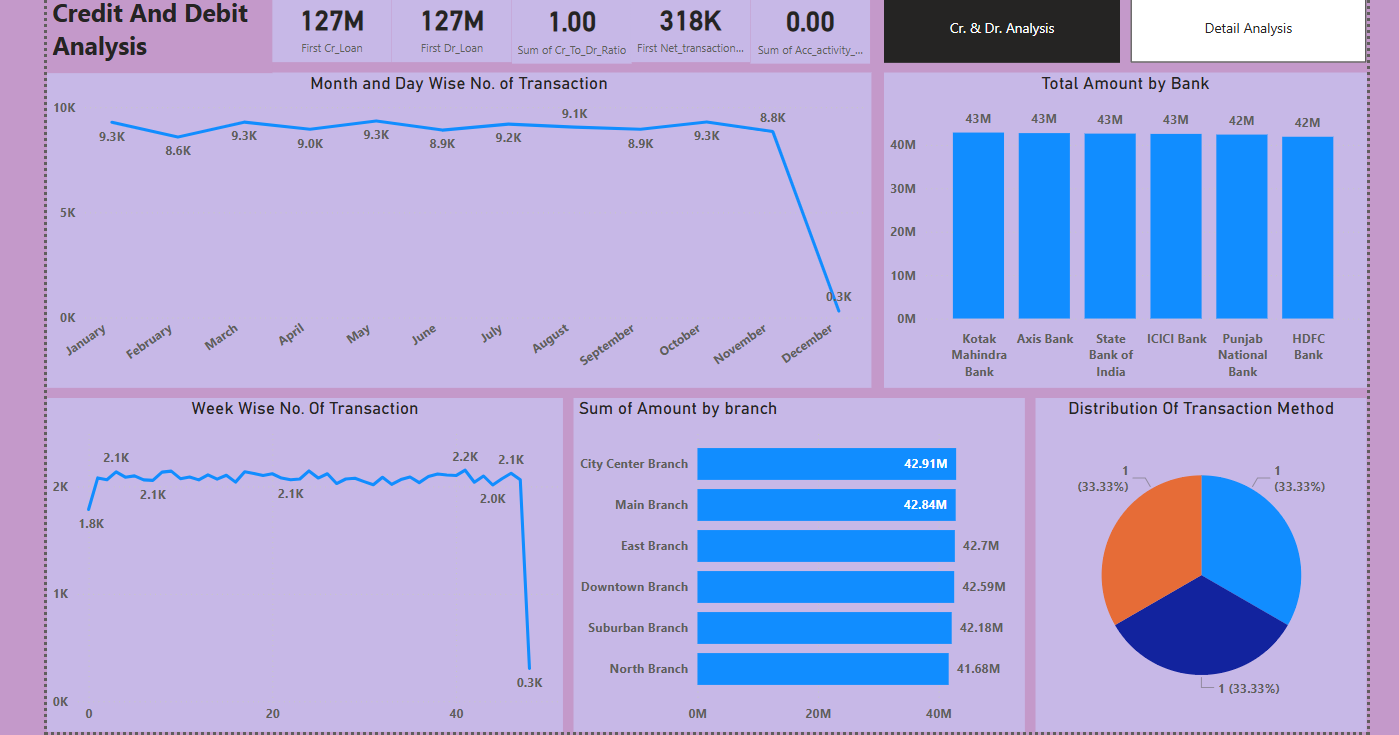 Credit And Debit
Analysis
127M
First Cr_Loan
127M
First Dr_Loan
1.00
Sum of Cr_To_Dr_Ratio
318K
First Net_transaction...
0.00
Sum of Acc_activity_...
Cr. & Dr. Analysis
Detail Analysis
Month and Day Wise No. of Transaction
10K
5K
0K
9.3K
8.6K
9.3K
9.0K
9.3K
8.9K
9.2K
9.1K
8.9K
9.3K
8.8K
0.3K
January
February
March
April
May
June
July
August
September
October
November
December
Total Amount by Bank
40M
30M
20M
10M
0M
43M
43M
43M
43M
42M
42M
Kotak
Mahindra
Bank
Axis Bank
State
Bank of
India
ICICI Bank
Punjab
National
Bank
HDFC
Bank
Week Wise No. Of Transaction
2K
1K
0K
1.8K
2.1K
2.1K
2.1K
2.2K
2.0K
2.1K
0.3K
0
20
40
Sum of Amount by branch
City Center Branch
42.91M
Main Branch
42.84M
East Branch
42.7M
Downtown Branch
42.59M
Suburban Branch
42.18M
North Branch
41.68M
0M
20M
40M
Distribution Of Transaction Method
1
(33.33%)
1
(33.33%)
1 (33.33%)